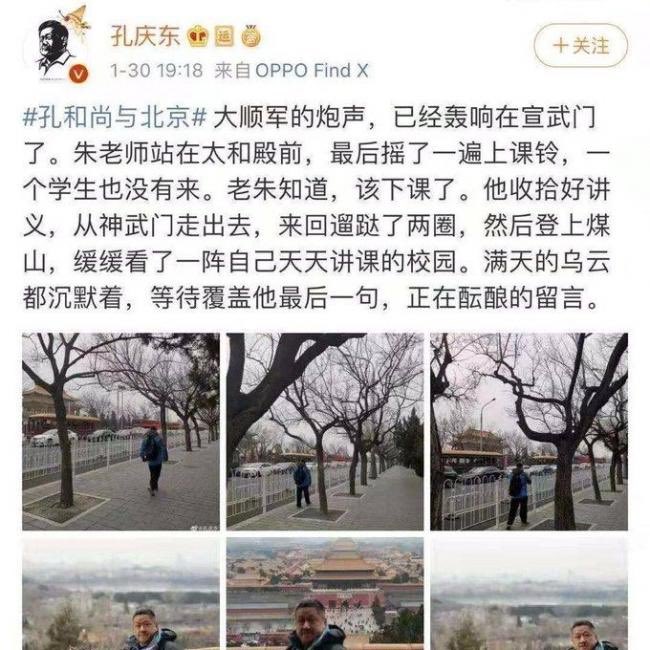 孔庆东
1-30 19:18 来自OPPO Find X
+关注
#孔和尚与北京# 大顺军的炮声，已经轰响在宣武门
了。朱老师站在太和殿前，最后摇了一遍上课铃，一
个学生也没有来。老朱知道，该下课了。他收拾好讲
义，从神武门走出去，来回遛跶了两圈，然后登上煤
山，缓缓看了一阵自己天天讲课的校园。满天的乌云
都沉默着，等待覆盖他最后一句，正在酝酿的留言。